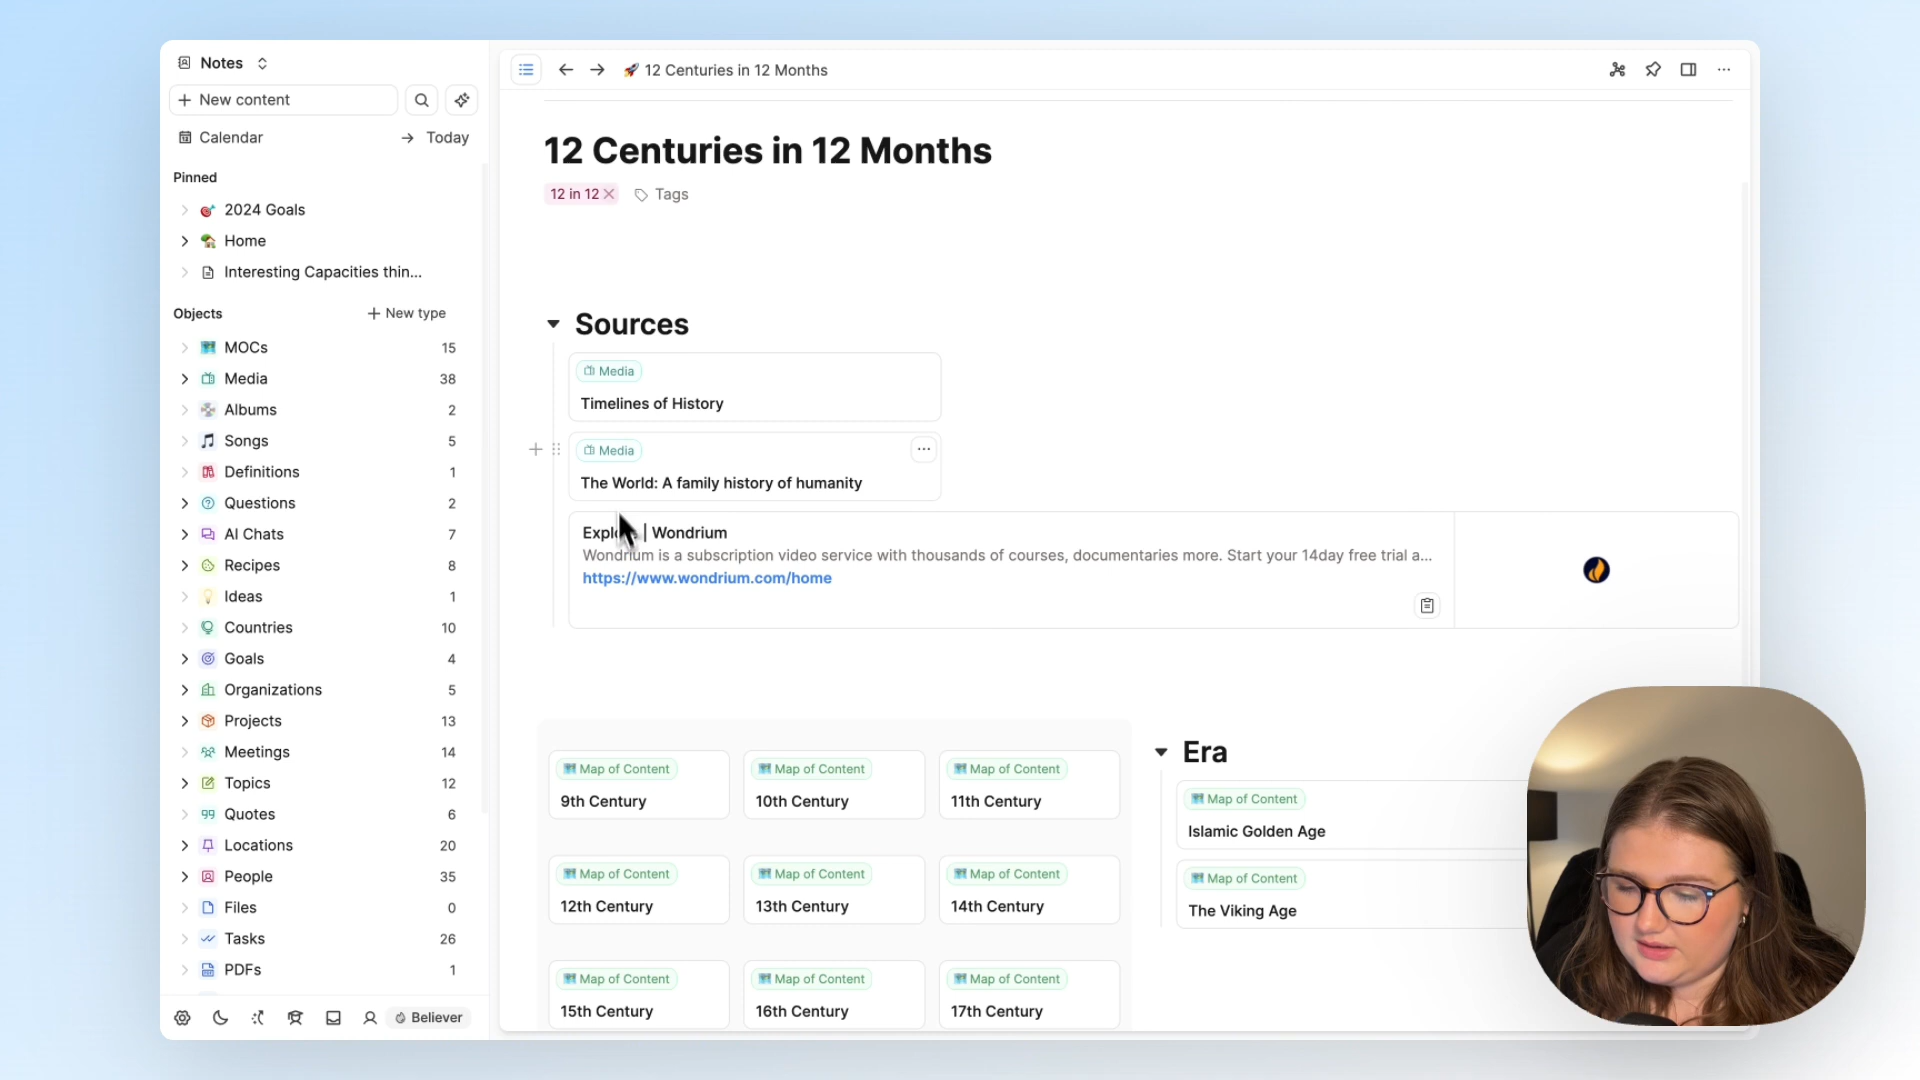 Notes
New content
Calendar
Today
Pinned
2024 Goals
Home
Interesting Capacities thin...
Objects
New type
MOCs 15
Media 38
Albums 2
Songs 5
Definitions 1
Questions 2
AI Chats 7
Recipes 8
Ideas 1
Countries 10
Goals 4
Organizations 5
Projects 13
Meetings 14
Topics 12
Quotes 6
Locations 20
People 35
Files 0
Tasks 26
PDFs 1
Believer
12 Centuries in 12 Months
12 Centuries in 12 Months
12 in 12
Tags
Sources
Media
Timelines of History
Media
The World: A family history of humanity
| Wondrium
Wondrium is a subscription video service with thousands of courses, documentaries more. Start your 14day free trial a...
https://www.wondrium.com/home
Map of Content
9th Century
Map of Content
10th Century
Map of Content
11th Century
Map of Content
12th Century
Map of Content
13th Century
Map of Content
14th Century
Map of Content
15th Century
Map of Content
16th Century
Map of Content
17th Century
Era
Map of Content
Islamic Golden Age
Map of Content
The Viking Age